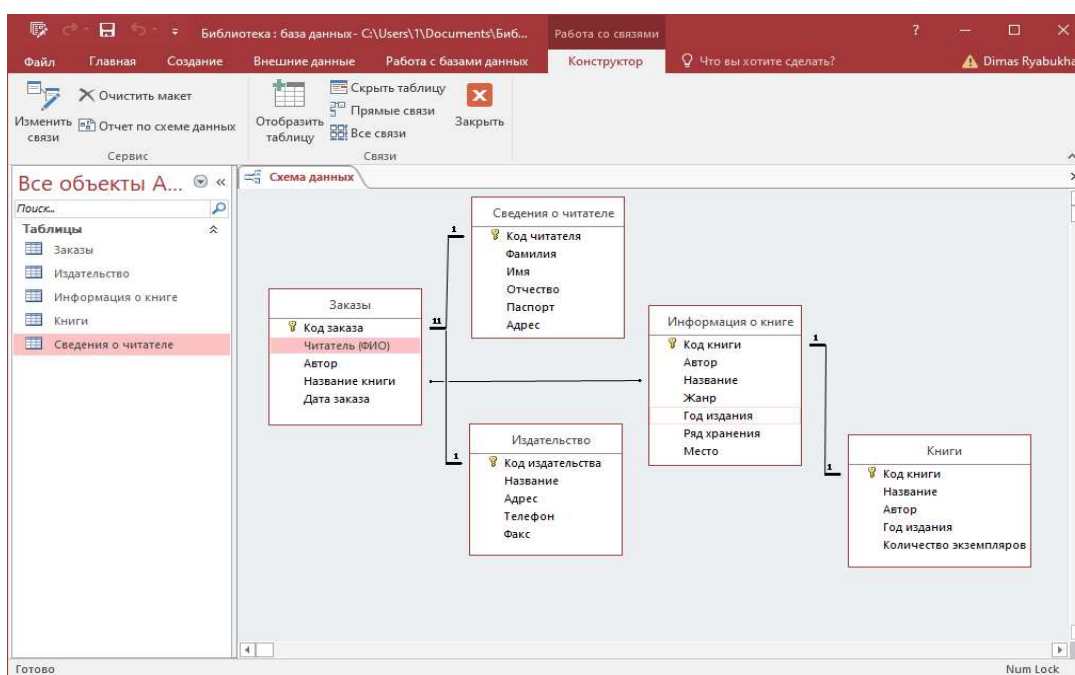 Библиотека : база данных- C:\Users\1\Documents\Биб...
Работа со связями
?
Файл
Главная
Создание
Внешние данные
Работа с базами данных
Конструктор
Что вы хотите сделать?
Dimas Ryabukha
Изменить связи
Очистить макет
Отчет по схеме данных
Сервис
Отобразить таблицу
Скрыть таблицу
Прямые связи
Все связи
Закрыть
Связи
Все объекты A...
Поиск...
Таблицы
Заказы
Издательство
Информация о книге
Книги
Сведения о читателе
Схема данных
Сведения о читателе
Код читателя
Фамилия
Имя
Отчество
Паспорт
Адрес
1
Заказы
Код заказа
Читатель (ФИО)
Автор
Название книги
Дата заказа
11
Информация о книге
Код книги
Автор
Название
Жанр
Год издания
Ряд хранения
Место
1
Издательство
Код издательства
Название
Адрес
Телефон
Факс
1
Книги
Код книги
Название
Автор
Год издания
Количество экземпляров
1
Готово
Num Lock